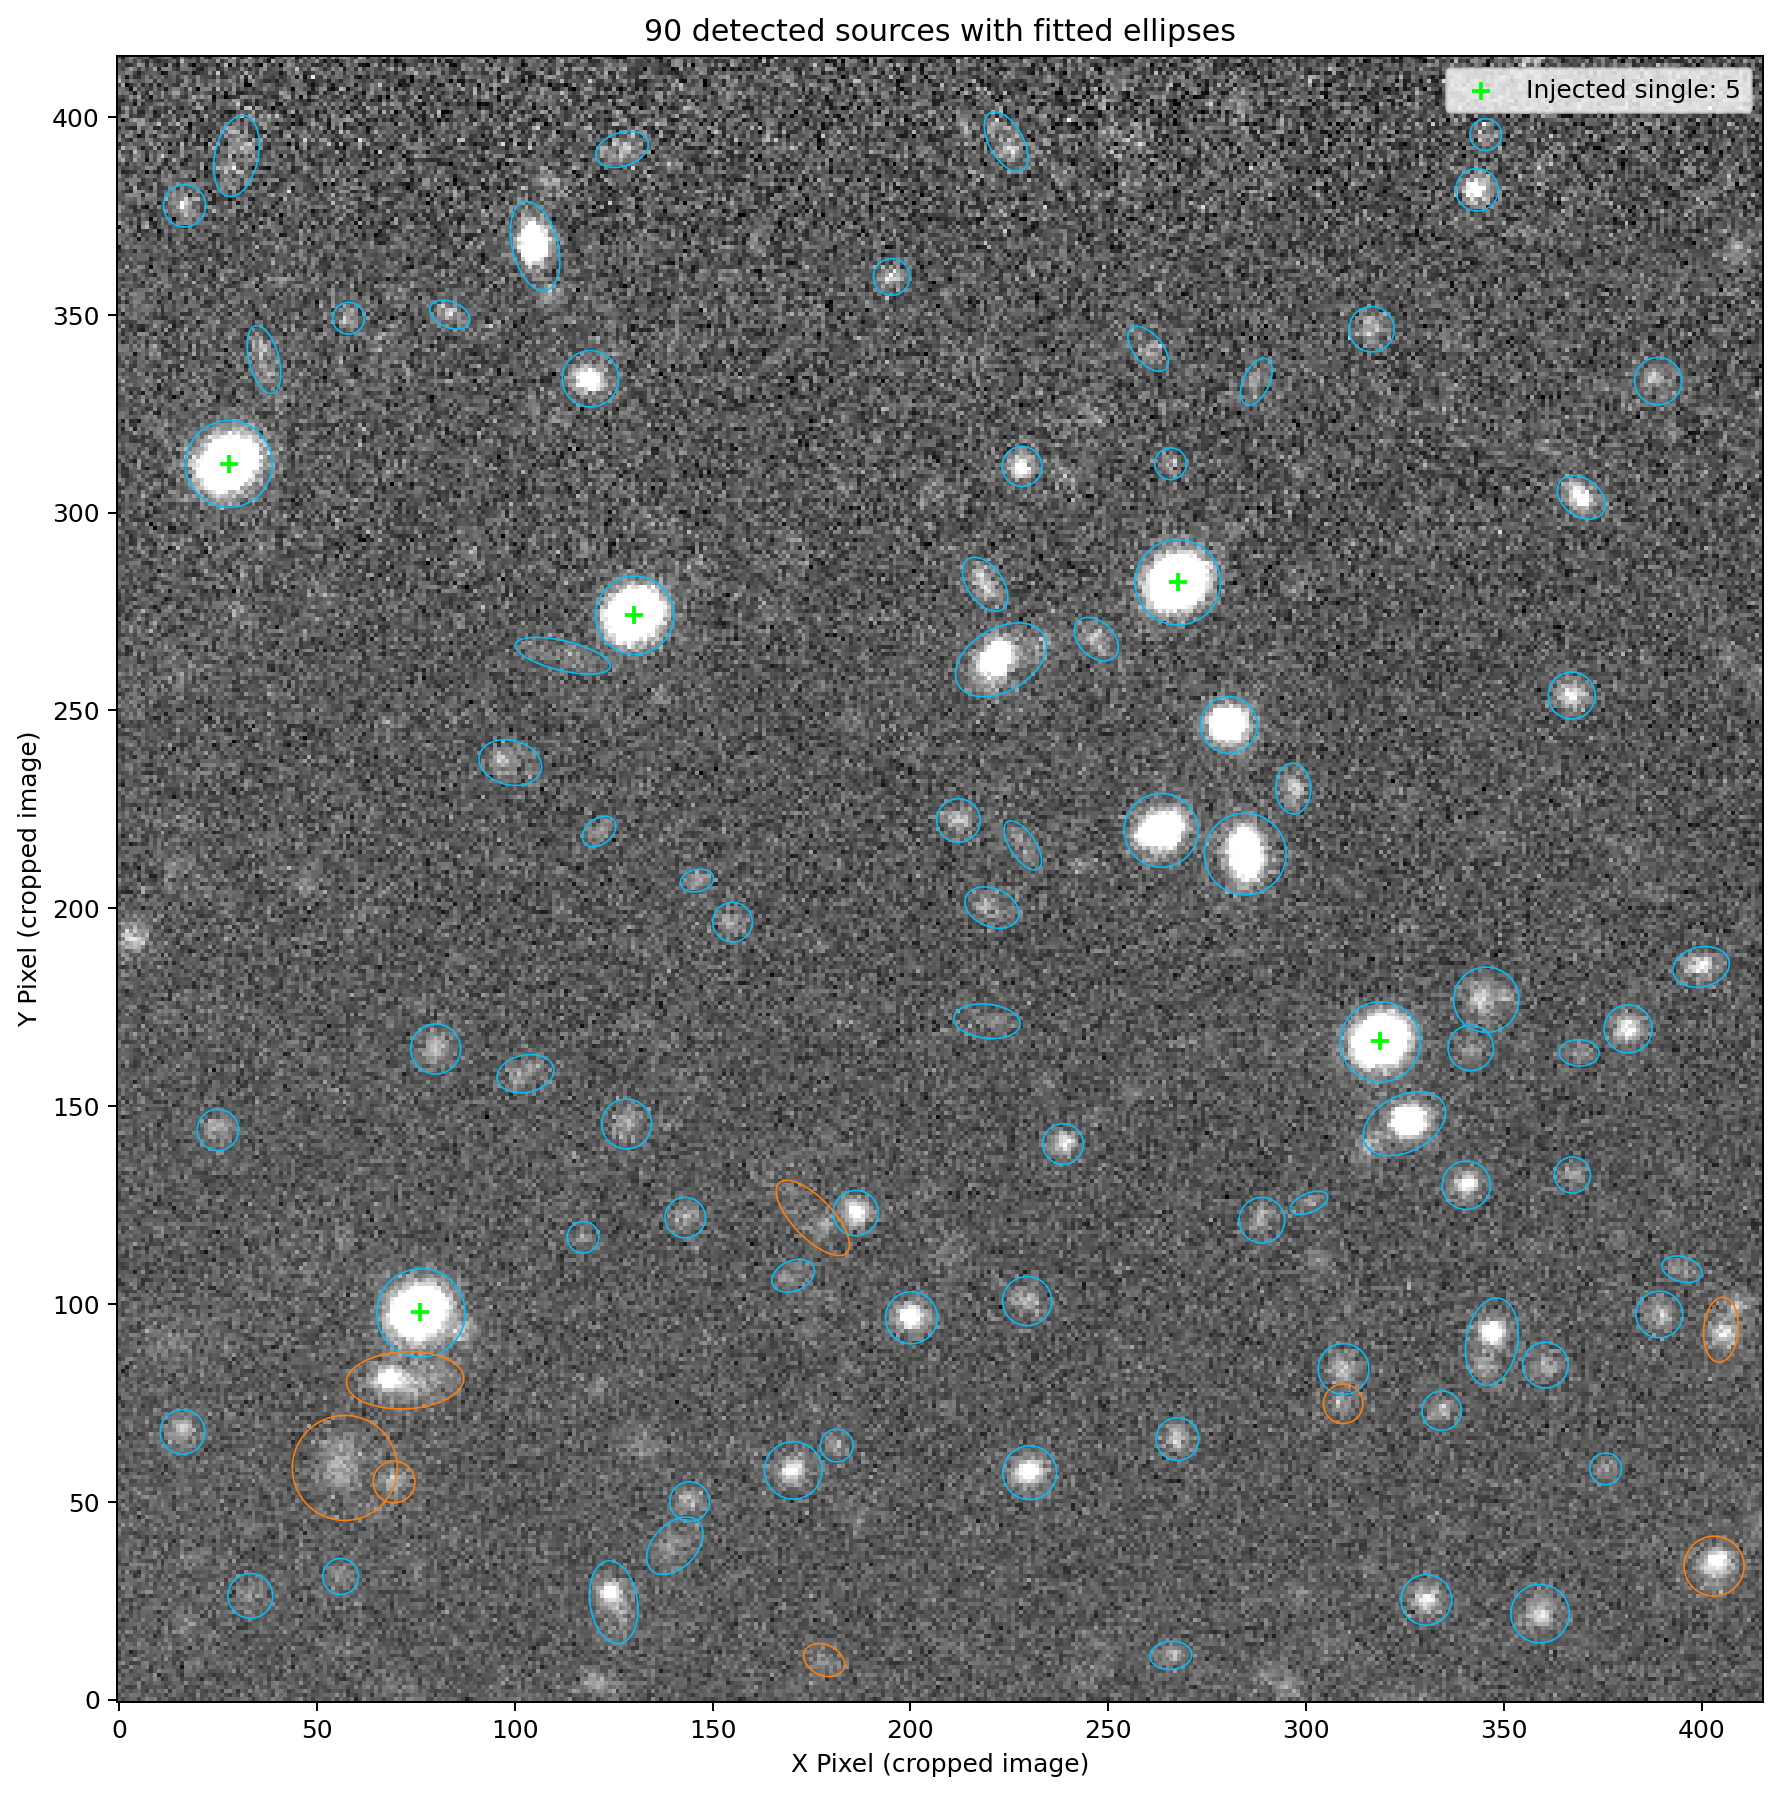 90 detected sources with fitted ellipses
Injected single: 5
400
350
300
250
200
150
100
50
0
Y Pixel (cropped image)
0 50 100 150 200 250 300 350 400
X Pixel (cropped image)